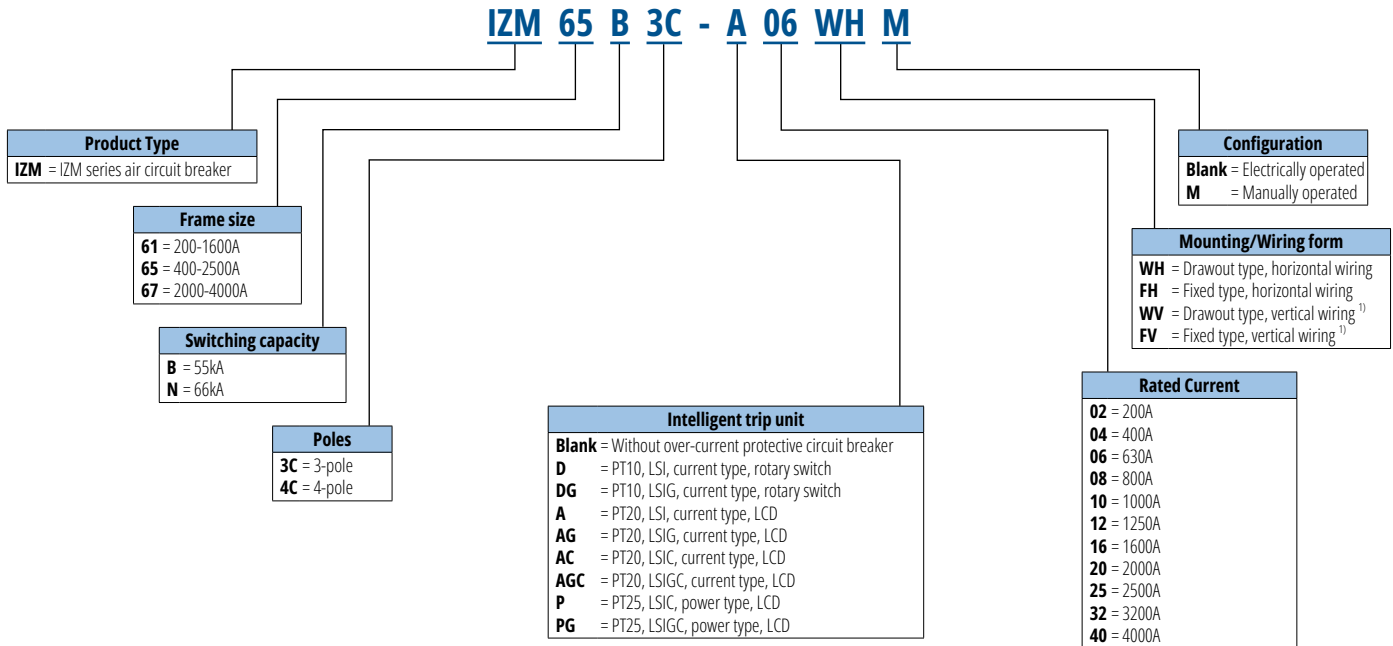 IZM 65 B 3C - A 06 WH M
Product Type
IZM = IZM series air circuit breaker
Frame size
61 = 200-1600A
65 = 400-2500A
67 = 2000-4000A
Switching capacity
B = 55kA
N = 66kA
Poles
3C = 3-pole
4C = 4-pole
Intelligent trip unit
Blank = Without over-current protective circuit breaker
D = PT10, LSI, current type, rotary switch
DG = PT10, LSIG, current type, rotary switch
A = PT20, LSI, current type, LCD
AG = PT20, LSIG, current type, LCD
AC = PT20, LSIC, current type, LCD
AGC = PT20, LSIGC, current type, LCD
P = PT25, LSIC, power type, LCD
PG = PT25, LSIGC, power type, LCD
Configuration
Blank = Electrically operated
M = Manually operated
Mounting/Wiring form
WH = Drawout type, horizontal wiring
FH = Fixed type, horizontal wiring
WV = Drawout type, vertical wiring 1)
FV = Fixed type, vertical wiring 1)
Rated Current
02 = 200A
04 = 400A
06 = 630A
08 = 800A
10 = 1000A
12 = 1250A
16 = 1600A
20 = 2000A
25 = 2500A
32 = 3200A
40 = 4000A